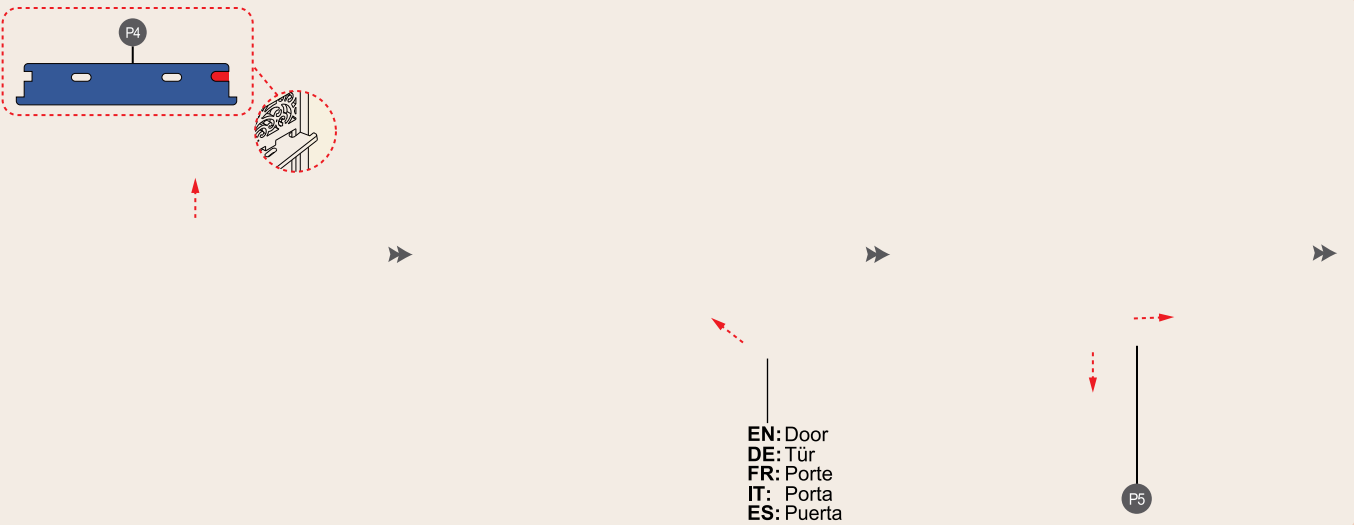 P4
EN: Door
DE: Tür
FR: Porte
IT: Porta
ES: Puerta
P5